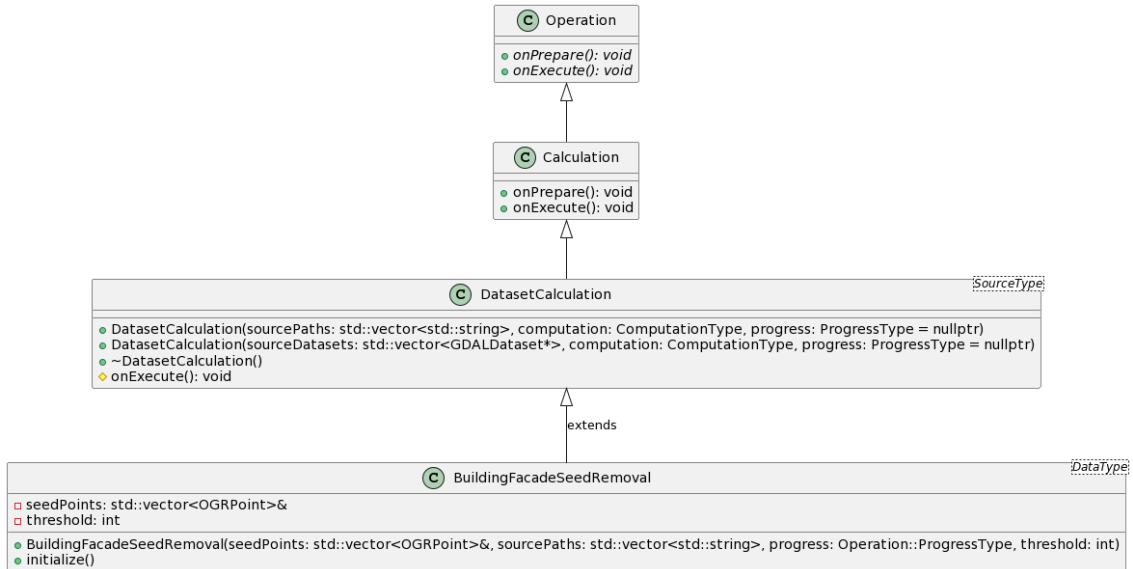 C Operation
onPrepare(): void
onExecute(): void
C Calculation
onPrepare(): void
onExecute(): void
SourceType
C DatasetCalculation
DatasetCalculation(sourcePaths: std::vector<std::string>, computation: ComputationType, progress: ProgressType = nullptr)
DatasetCalculation(sourceDatasets: std::vector<GDALDataset*>, computation: ComputationType, progress: ProgressType = nullptr)
~DatasetCalculation()
onExecute(): void
extends
DataType
C BuildingFacadeSeedRemoval
seedPoints: std::vector<OGRPoint>&
threshold: int
BuildingFacadeSeedRemoval(seedPoints: std::vector<OGRPoint>&, sourcePaths: std::vector<std::string>, progress: Operation::ProgressType, threshold: int)
initialize()